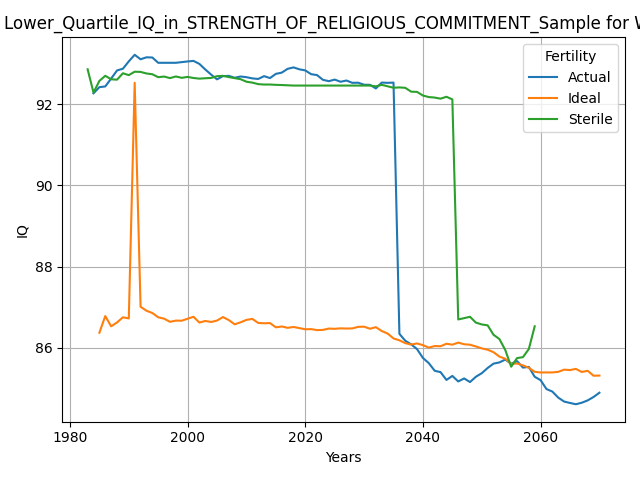 Lower_Quartile_IQ_in_STRENGTH_OF_RELIGIOUS_COMMITMENT_Sample for
Fertility
Actual
Ideal
Sterile
IQ
92
90
88
86
1980
2000
2020
2040
2060
Years